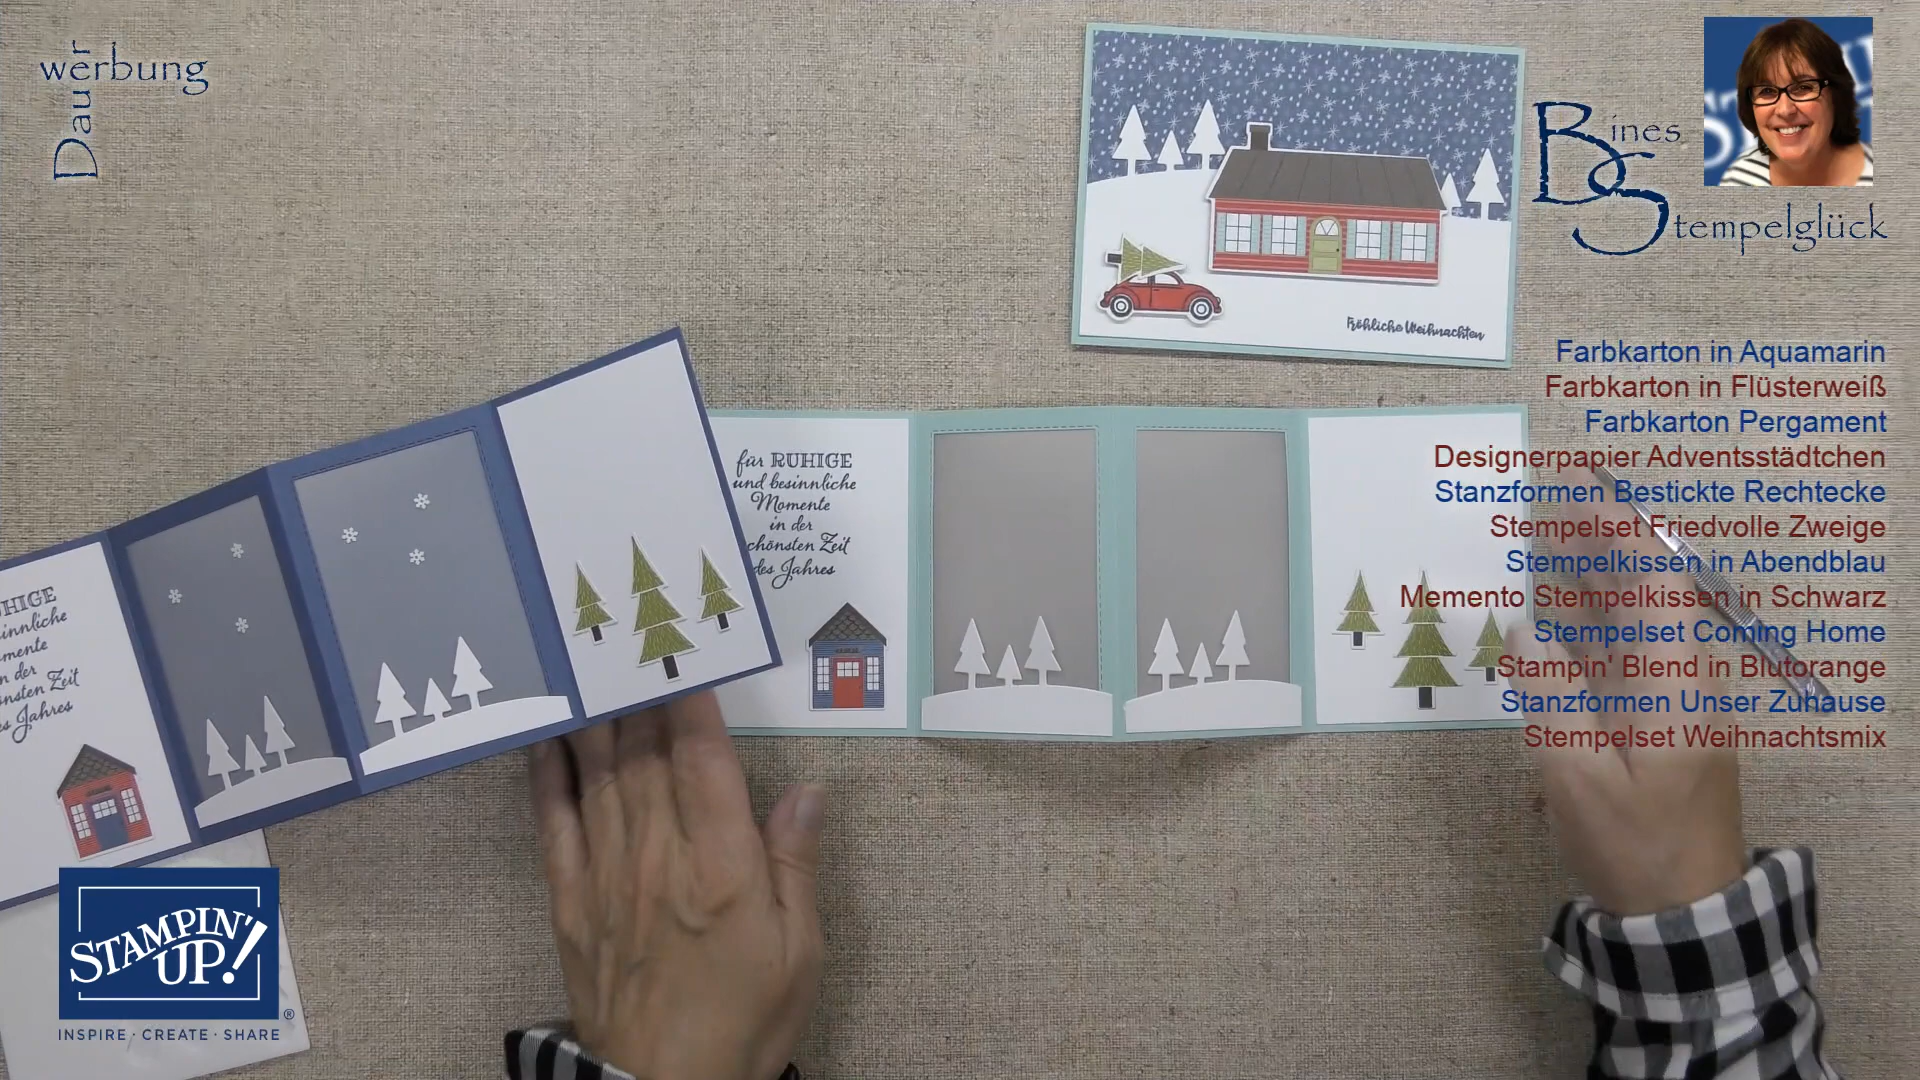 Dauerwerbung
Bines
Stempelglück
Fröhliche Weihnachten
für RUHIGE
und besinnliche
Momente
in der
schönsten Zeit
des Jahres
Farbkarton in Aquamarin
Farbkarton in Flüsterweiß
Farbkarton Pergament
Designerpapier Adventsstädtchen
Stanzformen Bestickte Rechtecke
Stempelset Friedvolle Zweige
Stempelkissen in Abendblau
Memento Stempelkissen in Schwarz
Stempelset Coming Home
Stampin' Blend in Blutorange
Stanzformen Unser Zuhause
Stempelset Weihnachtsmix
STAMPIN'
UP!®
INSPIRE · CREATE · SHARE